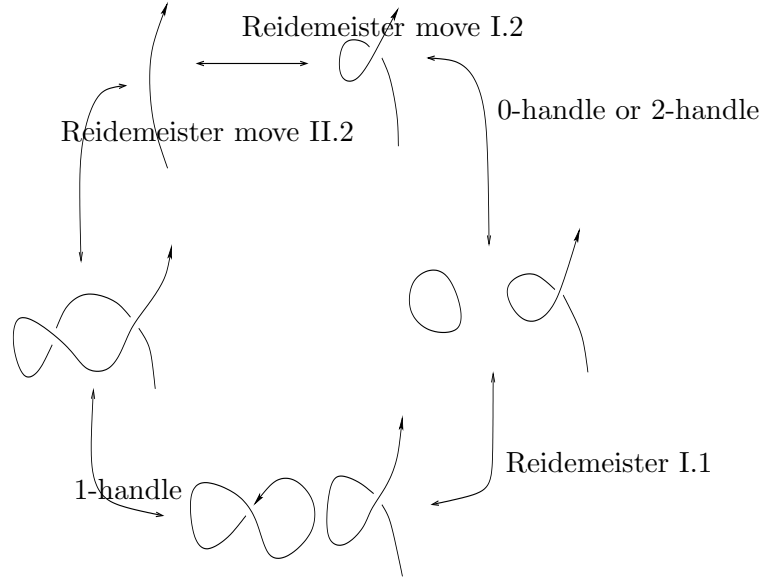 Reidemeister move I.2
0-handle or 2-handle
Reidemeister move II.2
Reidemeister I.1
1-handle